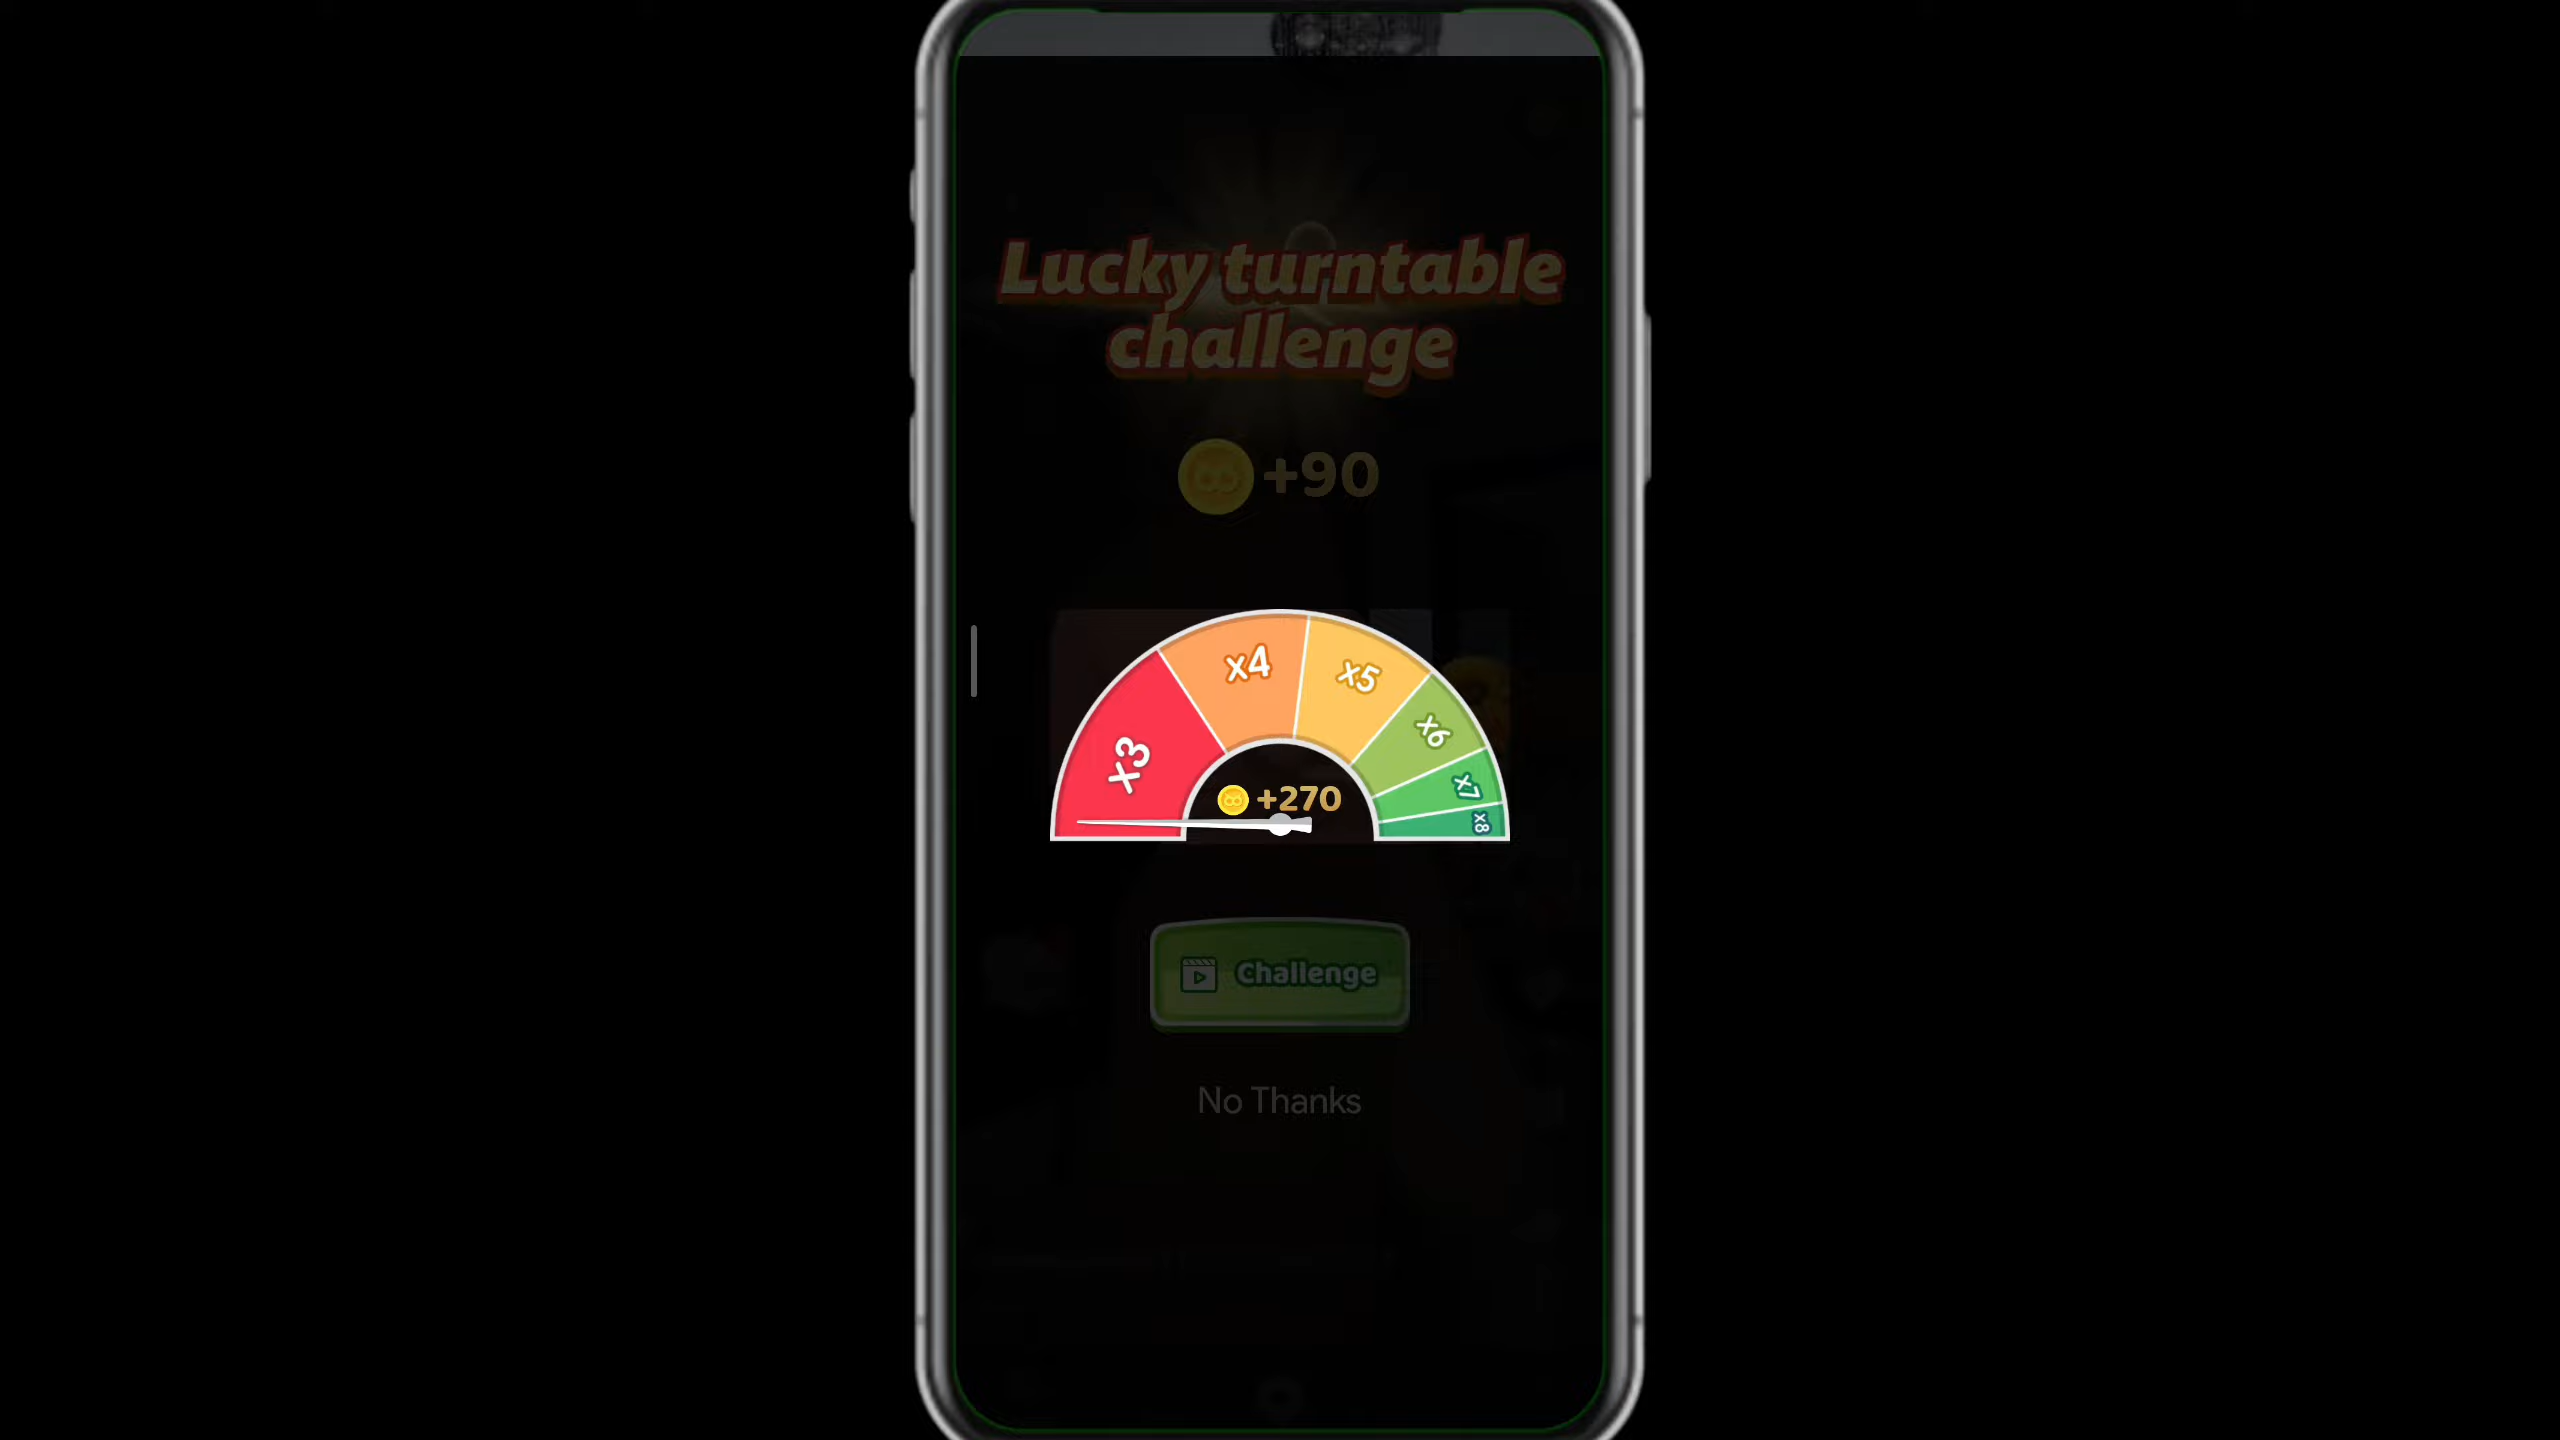 Lucky turntable
challenge
+90
x3
x4
x5
x6
x7
x8
+270
Challenge
No Thanks